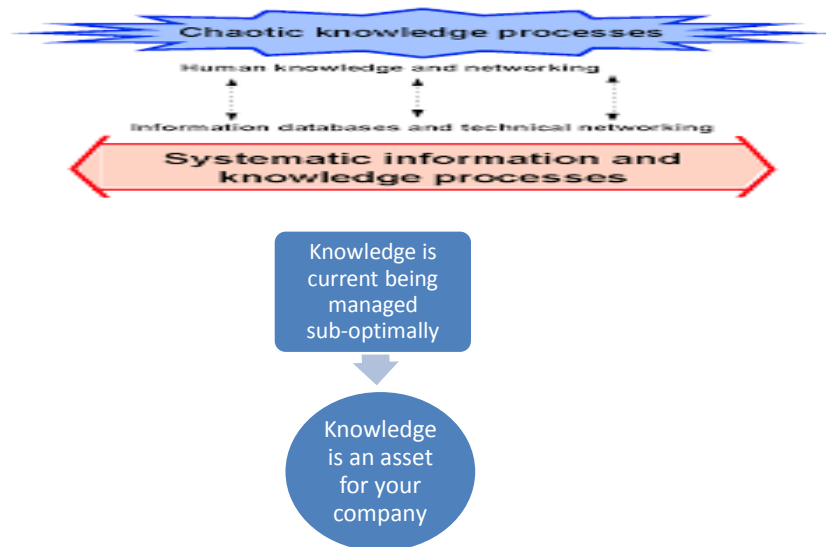 Chaotic knowledge processes
Human knowledge and networking
Information databases and technical networking
Systematic information and
knowledge processes
Knowledge is
current being
managed
sub-optimally
Knowledge
is an asset
for your
company